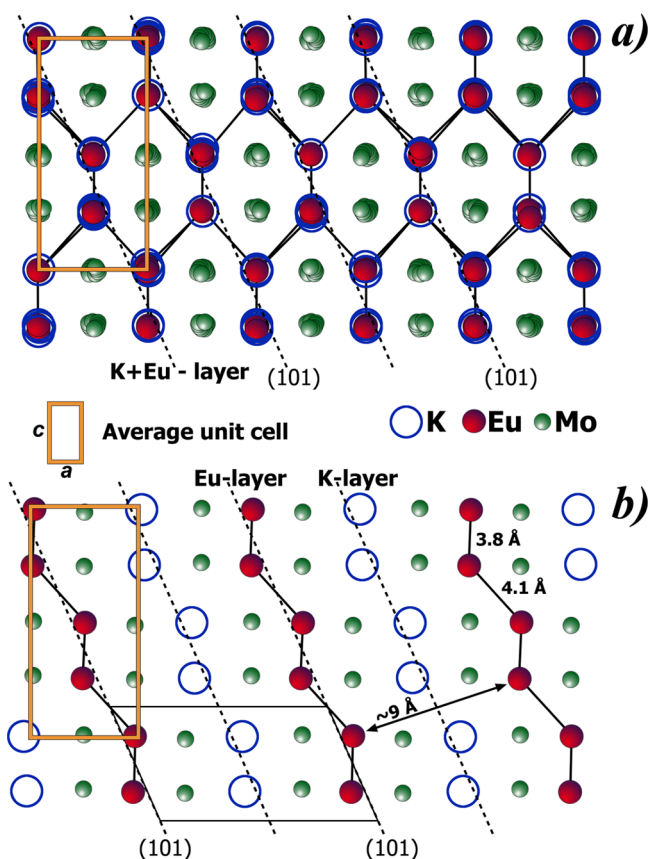 a)
K+Eu - layer
(101)
(101)
c
a
Average unit cell
K
Eu
Mo
Eu-layer
K-layer
b)
3.8 Å
4.1 Å
~9 Å
(101)
(101)